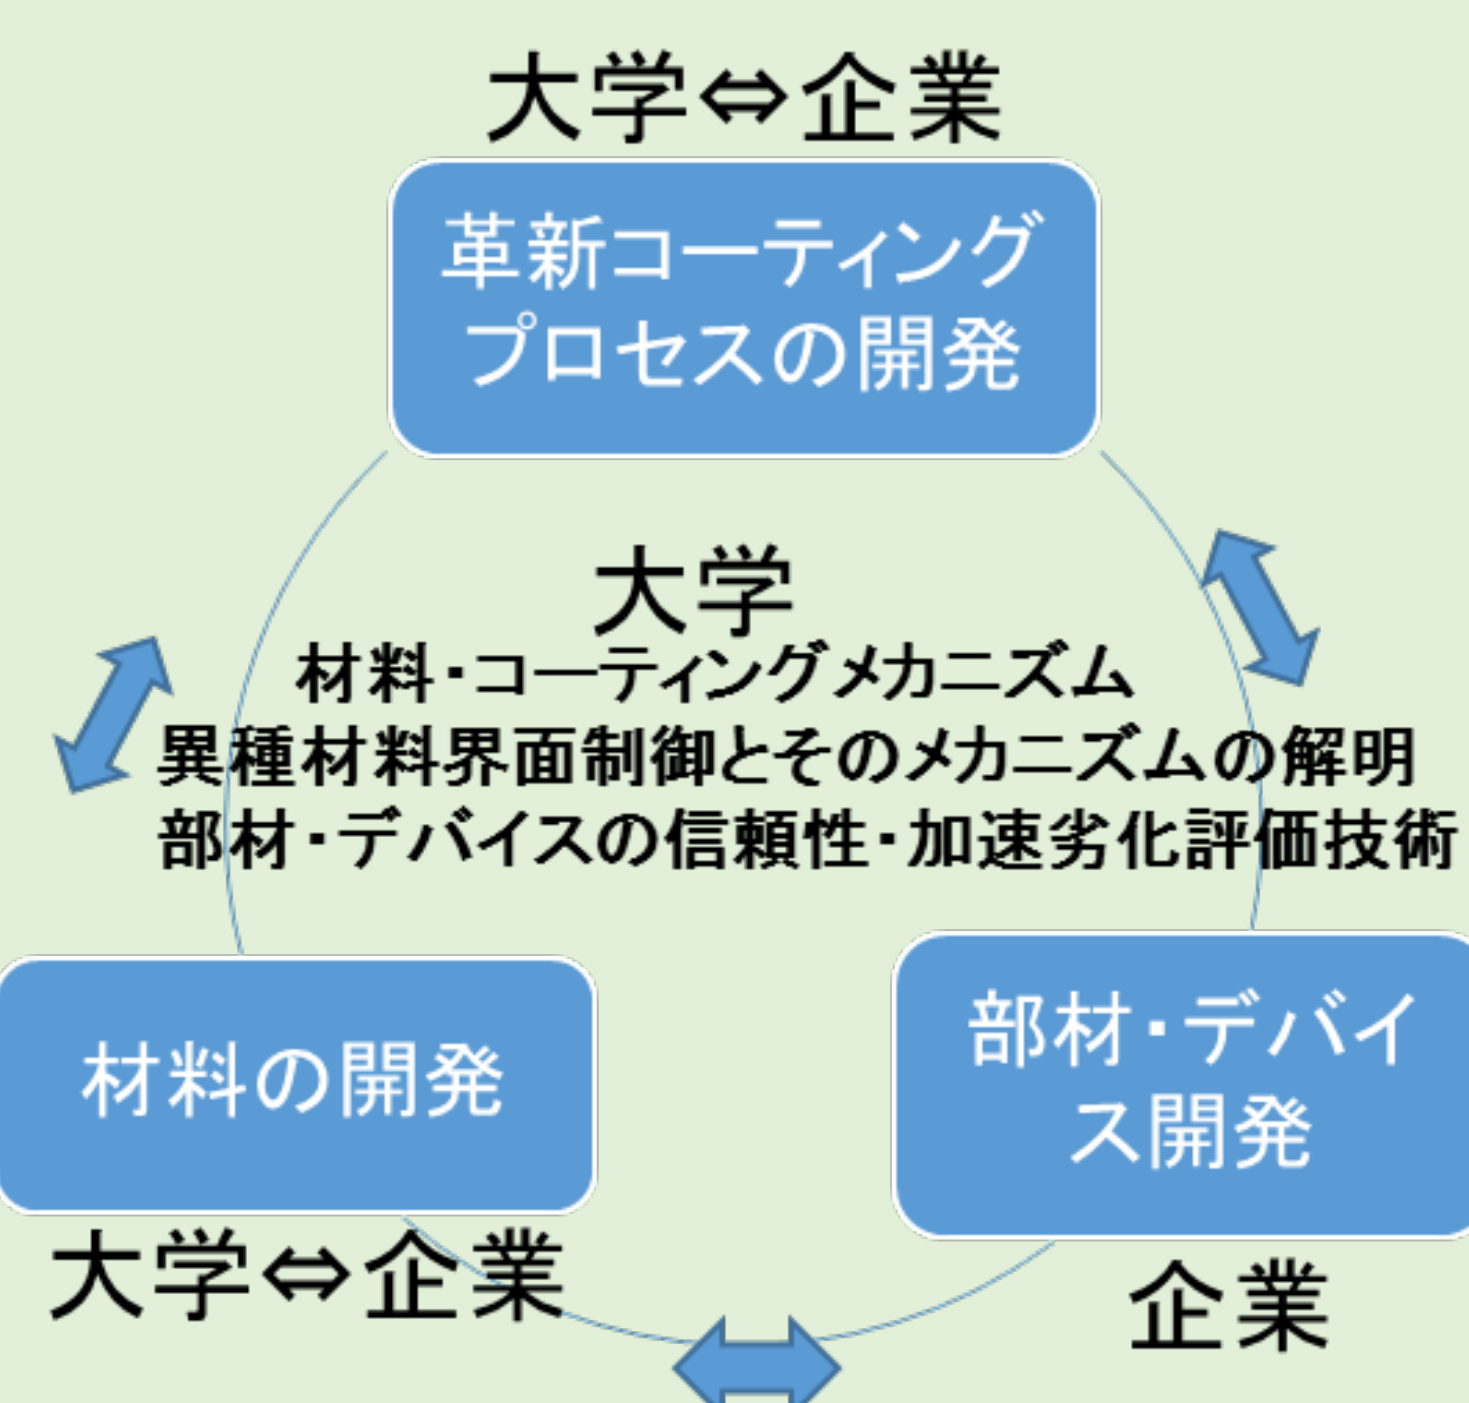 大学⇔企業
革新コーティング
プロセスの開発
大学
材料・コーティングメカニズム
異種材料界面制御とそのメカニズムの解明
部材・デバイスの信頼性・加速劣化評価技術
材料の開発
大学⇔企業
部材・デバイ
ス開発
企業